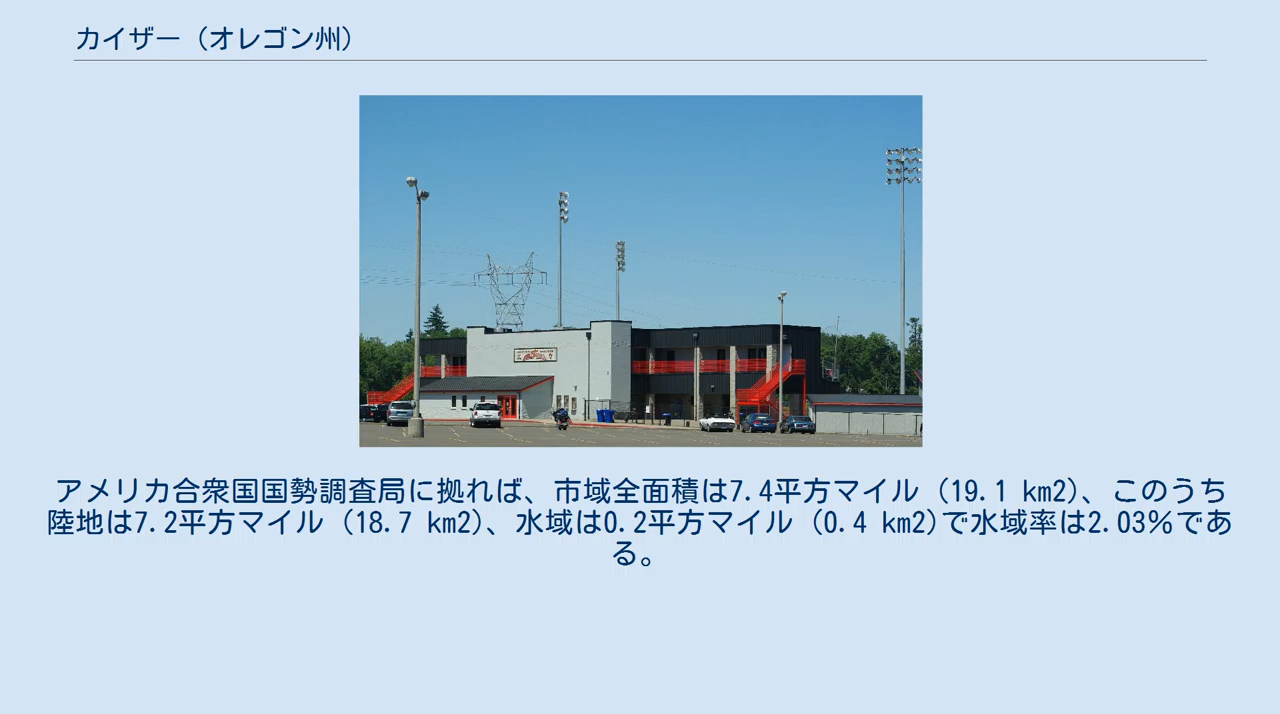 カイザー（オレゴン州）
アメリカ合衆国国勢調査局に拠れば、市域全面積は7.4平方マイル (19.1 km2)、このうち
陸地は7.2平方マイル (18.7 km2)、水域は0.2平方マイル (0.4 km2)で水域率は2.03%であ
る。